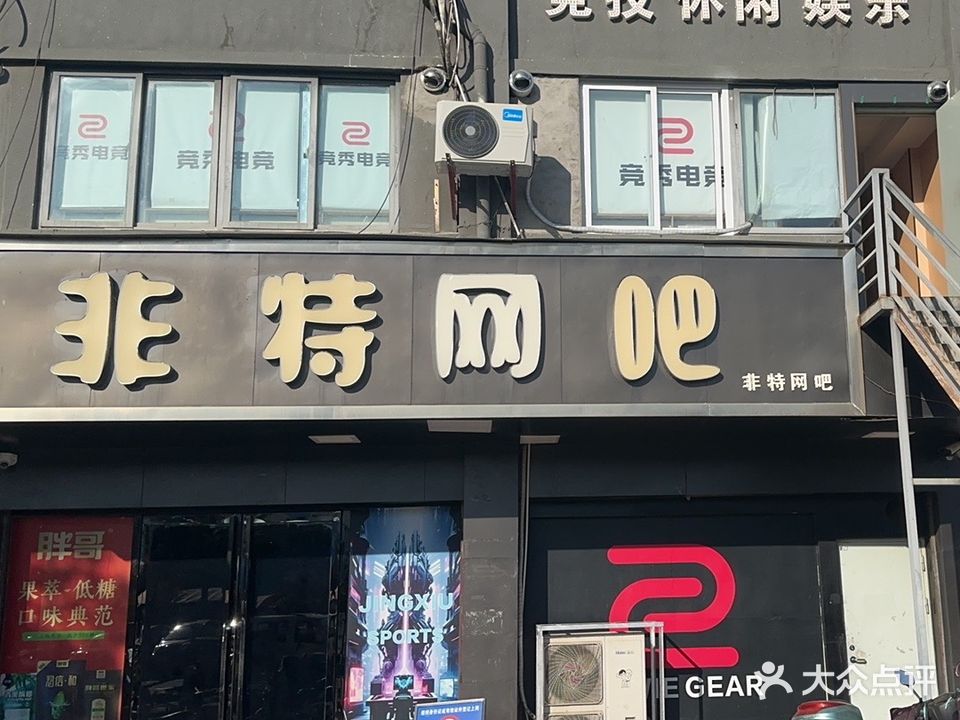 竞技 休闲 娱乐
Midea
竞秀电竞
竞秀电竞
竞秀电竞
竞秀电竞
非特网吧
非特网吧
胖哥
果萃·低糖
口味典范
JINGXIU
SPORTS
Haier
GEAR
大众点评